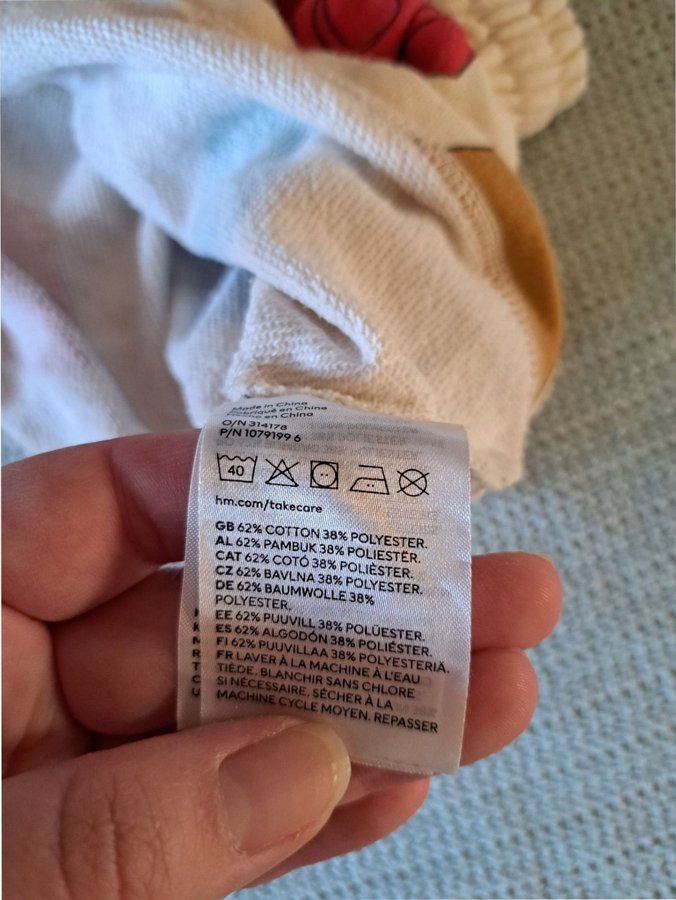 Made in China
Fabriqué en Chine
Hecho en China
O/N 314178
P/N 1079199 6
40
hm.com/takecare
GB 62% COTTON 38% POLYESTER.
AL 62% PAMBUK 38% POLIESTËR.
CAT 62% COTÓ 38% POLIÈSTER.
CZ 62% BAVLNA 38% POLYESTER.
DE 62% BAUMWOLLE 38%
POLYESTER.
EE 62% PUUVILL 38% POLÜESTER.
ES 62% ALGODÓN 38% POLIÉSTER.
FI 62% PUUVILLAA 38% POLYESTERIÄ.
FR LAVER À LA MACHINE À L'EAU
TIÈDE. BLANCHIR SANS CHLORE
SI NÉCESSAIRE. SÉCHER À LA
MACHINE CYCLE MOYEN. REPASSER